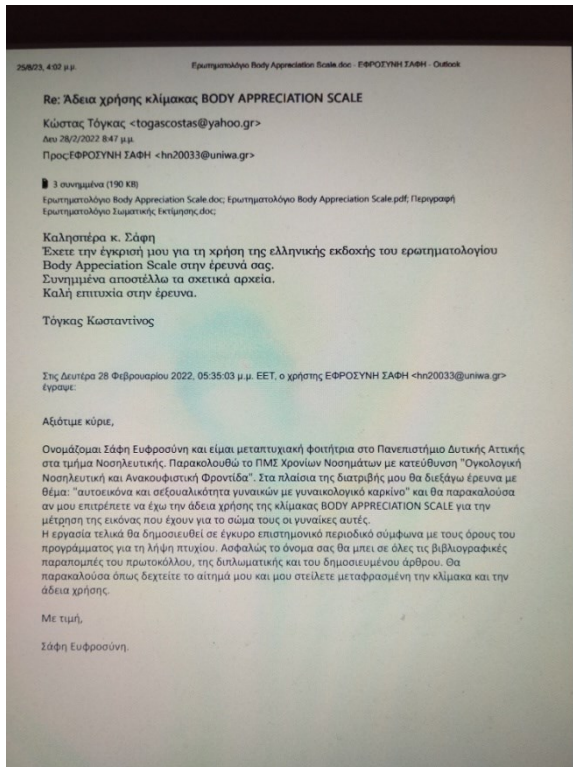 25/8/23, 4:02 μ.μ.
Ερωτηματολόγιο Body Appreciation Scale.doc - ΕΦΡΟΣΥΝΗ ΣΑΦΗ - Outlook
Re: Άδεια χρήσης κλίμακας BODY APPRECIATION SCALE
Κώστας Τόγκας <togascostas@yahoo.gr>
Δευ 28/2/2022 8:47 μ.μ.
Προς:ΕΦΡΟΣΥΝΗ ΣΑΦΗ <hn20033@uniwa.gr>
3 συνημμένα (190 KB)
Ερωτηματολόγιο Body Appreciation Scale.doc; Ερωτηματολόγιο Body Appreciation Scale.pdf; Περιγραφή
Ερωτηματολόγιο Σωματικής Εκτίμησης.doc;
Καλησπέρα κ. Σάφη
Έχετε την έγκρισή μου για τη χρήση της ελληνικής εκδοχής του ερωτηματολογίου
Body Appeciation Scale στην έρευνά σας.
Συνημμένα αποστέλλω τα σχετικά αρχεία.
Καλή επιτυχία στην έρευνα.
Τόγκας Κωσταντίνος
Στις Δευτέρα 28 Φεβρουαρίου 2022, 05:35:03 μ.μ. EET, ο χρήστης ΕΦΡΟΣΥΝΗ ΣΑΦΗ <hn20033@uniwa.gr>
έγραψε:
Αξιότιμε κύριε,
Ονομάζομαι Σάφη Ευφροσύνη και είμαι μεταπτυχιακή φοιτήτρια στο Πανεπιστήμιο Δυτικής Αττικής
στα τμήμα Νοσηλευτικής. Παρακολουθώ το ΠΜΣ Χρονίων Νοσημάτων με κατεύθυνση "Ογκολογική
Νοσηλευτική και Ανακουφιστική Φροντίδα". Στα πλαίσια της διατριβής μου θα διεξάγω έρευνα με
θέμα: "αυτοεικόνα και σεξουαλικότητα γυναικών με γυναικολογικό καρκίνο" και θα παρακαλούσα
αν μου επιτρέπετε να έχω την άδεια χρήσης της κλίμακας BODY APPRECIATION SCALE για την
μέτρηση της εικόνας που έχουν για το σώμα τους οι γυναίκες αυτές.
Η εργασία τελικά θα δημοσιευθεί σε έγκυρο επιστημονικό περιοδικό σύμφωνα με τους όρους του
προγράμματος για τη λήψη πτυχίου. Ασφαλώς το όνομα σας θα μπει σε όλες τις βιβλιογραφικές
παραπομπές του πρωτοκόλλου, της διπλωματικής και του δημοσιευμένου άρθρου. Θα
παρακαλούσα όπως δεχτείτε το αίτημά μου και μου στείλετε μεταφρασμένη την κλίμακα και την
άδεια χρήσης.
Με τιμή,
Σάφη Ευφροσύνη.